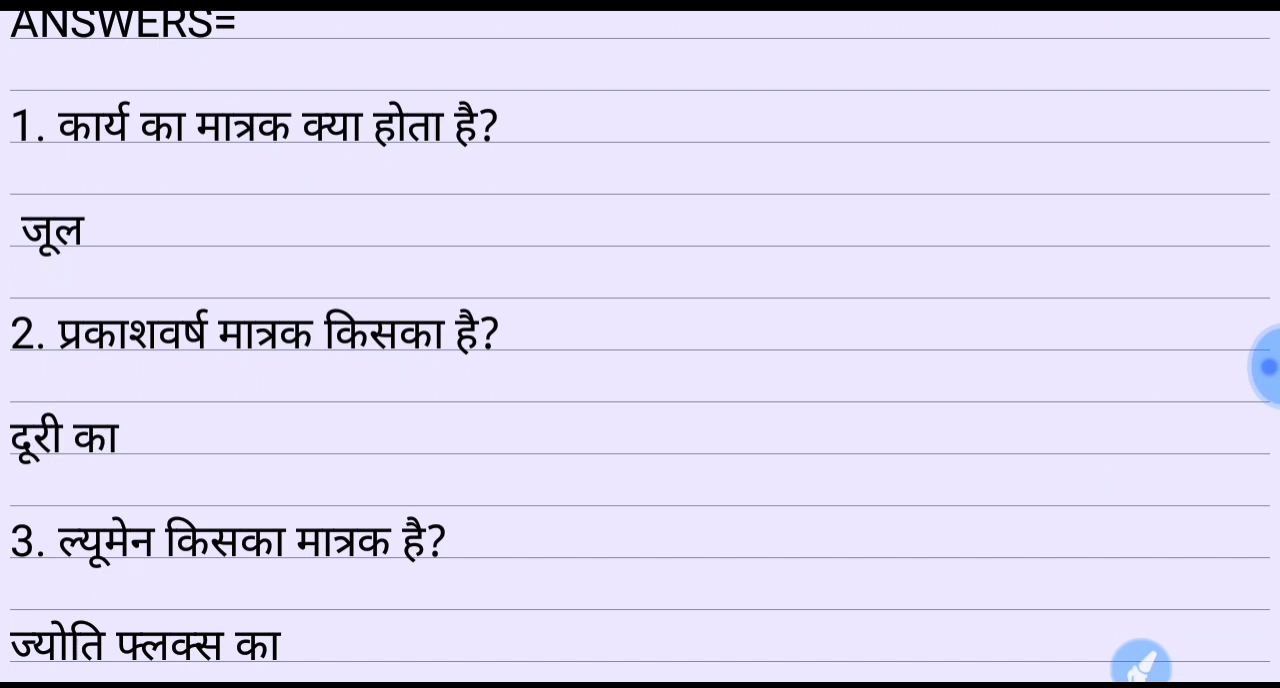 ANSWERS=
1. कार्य का मात्रक क्या होता है?
जूल
2. प्रकाशवर्ष मात्रक किसका है?
दूरी का
3. ल्यूमेन किसका मात्रक है?
ज्योति फ्लक्स का